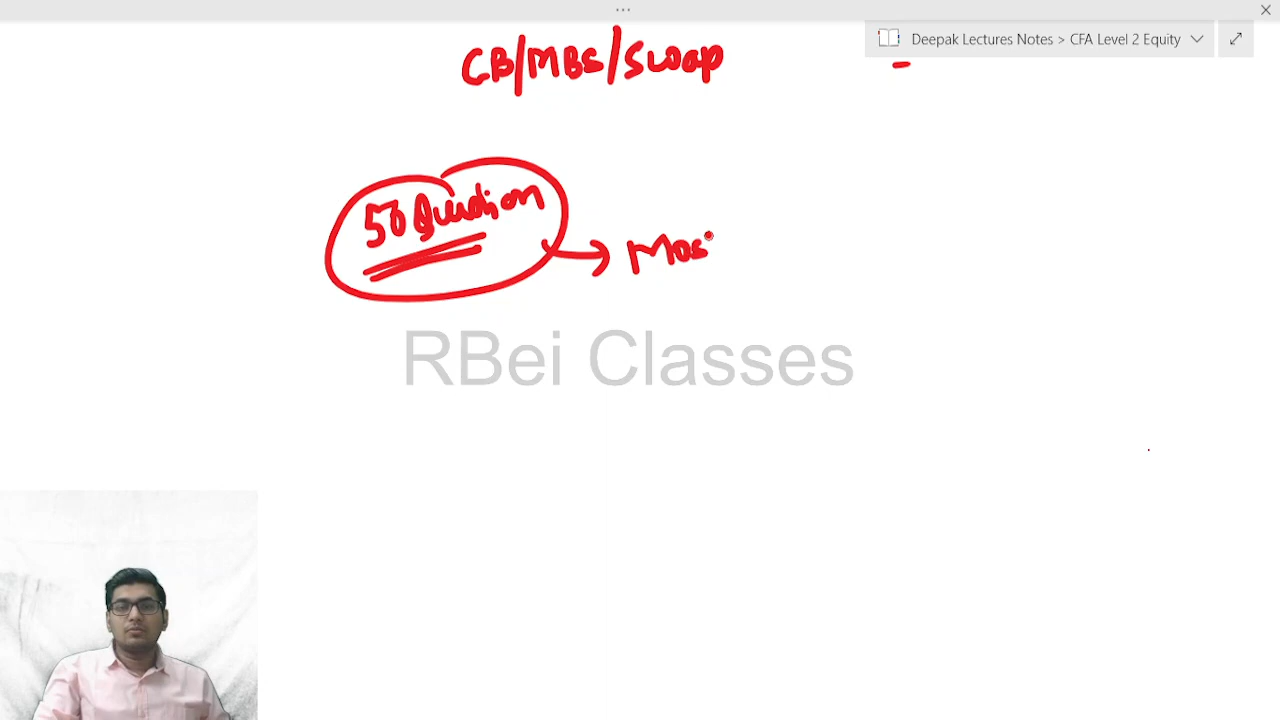 Deepak Lectures Notes > CFA Level 2 Equity
CB/MBS/Swap
50 Question
→ Mos
RBei Classes